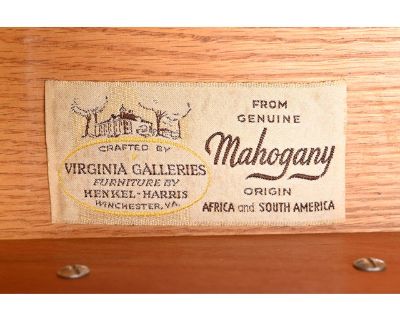 CRAFTED BY
VIRGINIA GALLERIES
FURNITURE BY
HENKEL-HARRIS
WINCHESTER, VA.
FROM
GENUINE
Mahogany
ORIGIN
AFRICA and SOUTH AMERICA